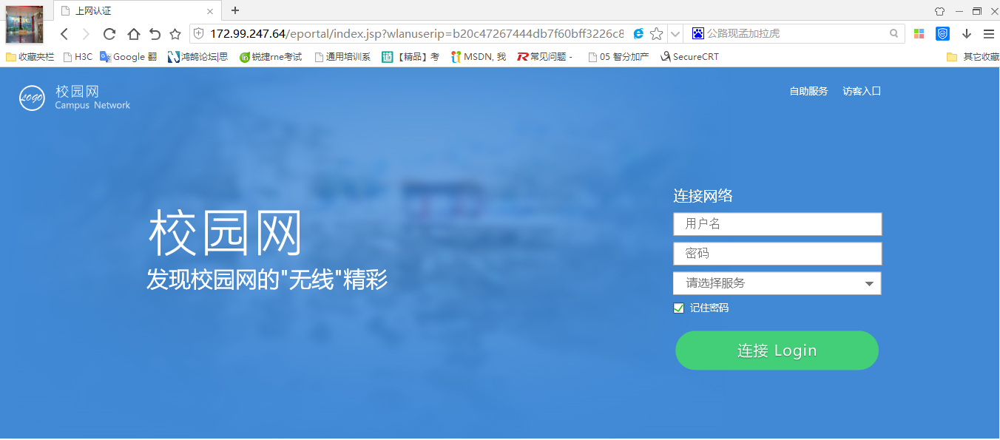 上网认证
172.99.247.64/eportal/index.jsp?wlanuserip=b20c47267444db7f60bff3226c8
公路现孟加拉虎
收藏夹栏 H3C Google 翻 鸿鹄论坛|思 锐捷rne考试 通用培训系 【精品】考 MSDN, 我 常见问题 - 05 智分加产 SecureCRT 其它收藏
LOGO 校园网
Campus Network
自助服务 访客入口
校园网
发现校园网的"无线"精彩
连接网络
用户名
密码
请选择服务
记住密码
连接 Login